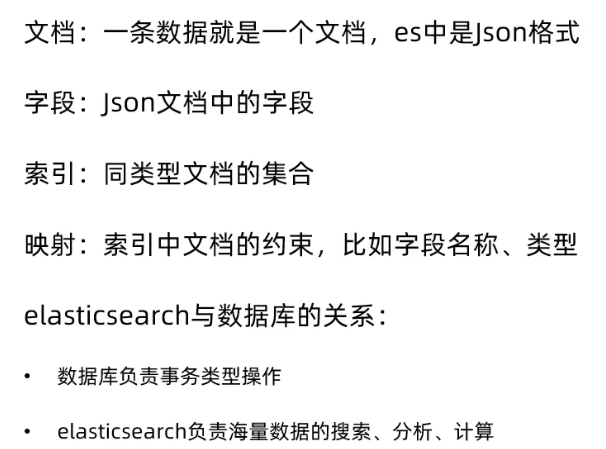 文档：一条数据就是一个文档，es中是Json格式
字段：Json文档中的字段
索引：同类型文档的集合
映射：索引中文档的约束，比如字段名称、类型
elasticsearch与数据库的关系：
• 数据库负责事务类型操作
• elasticsearch负责海量数据的搜索、分析、计算